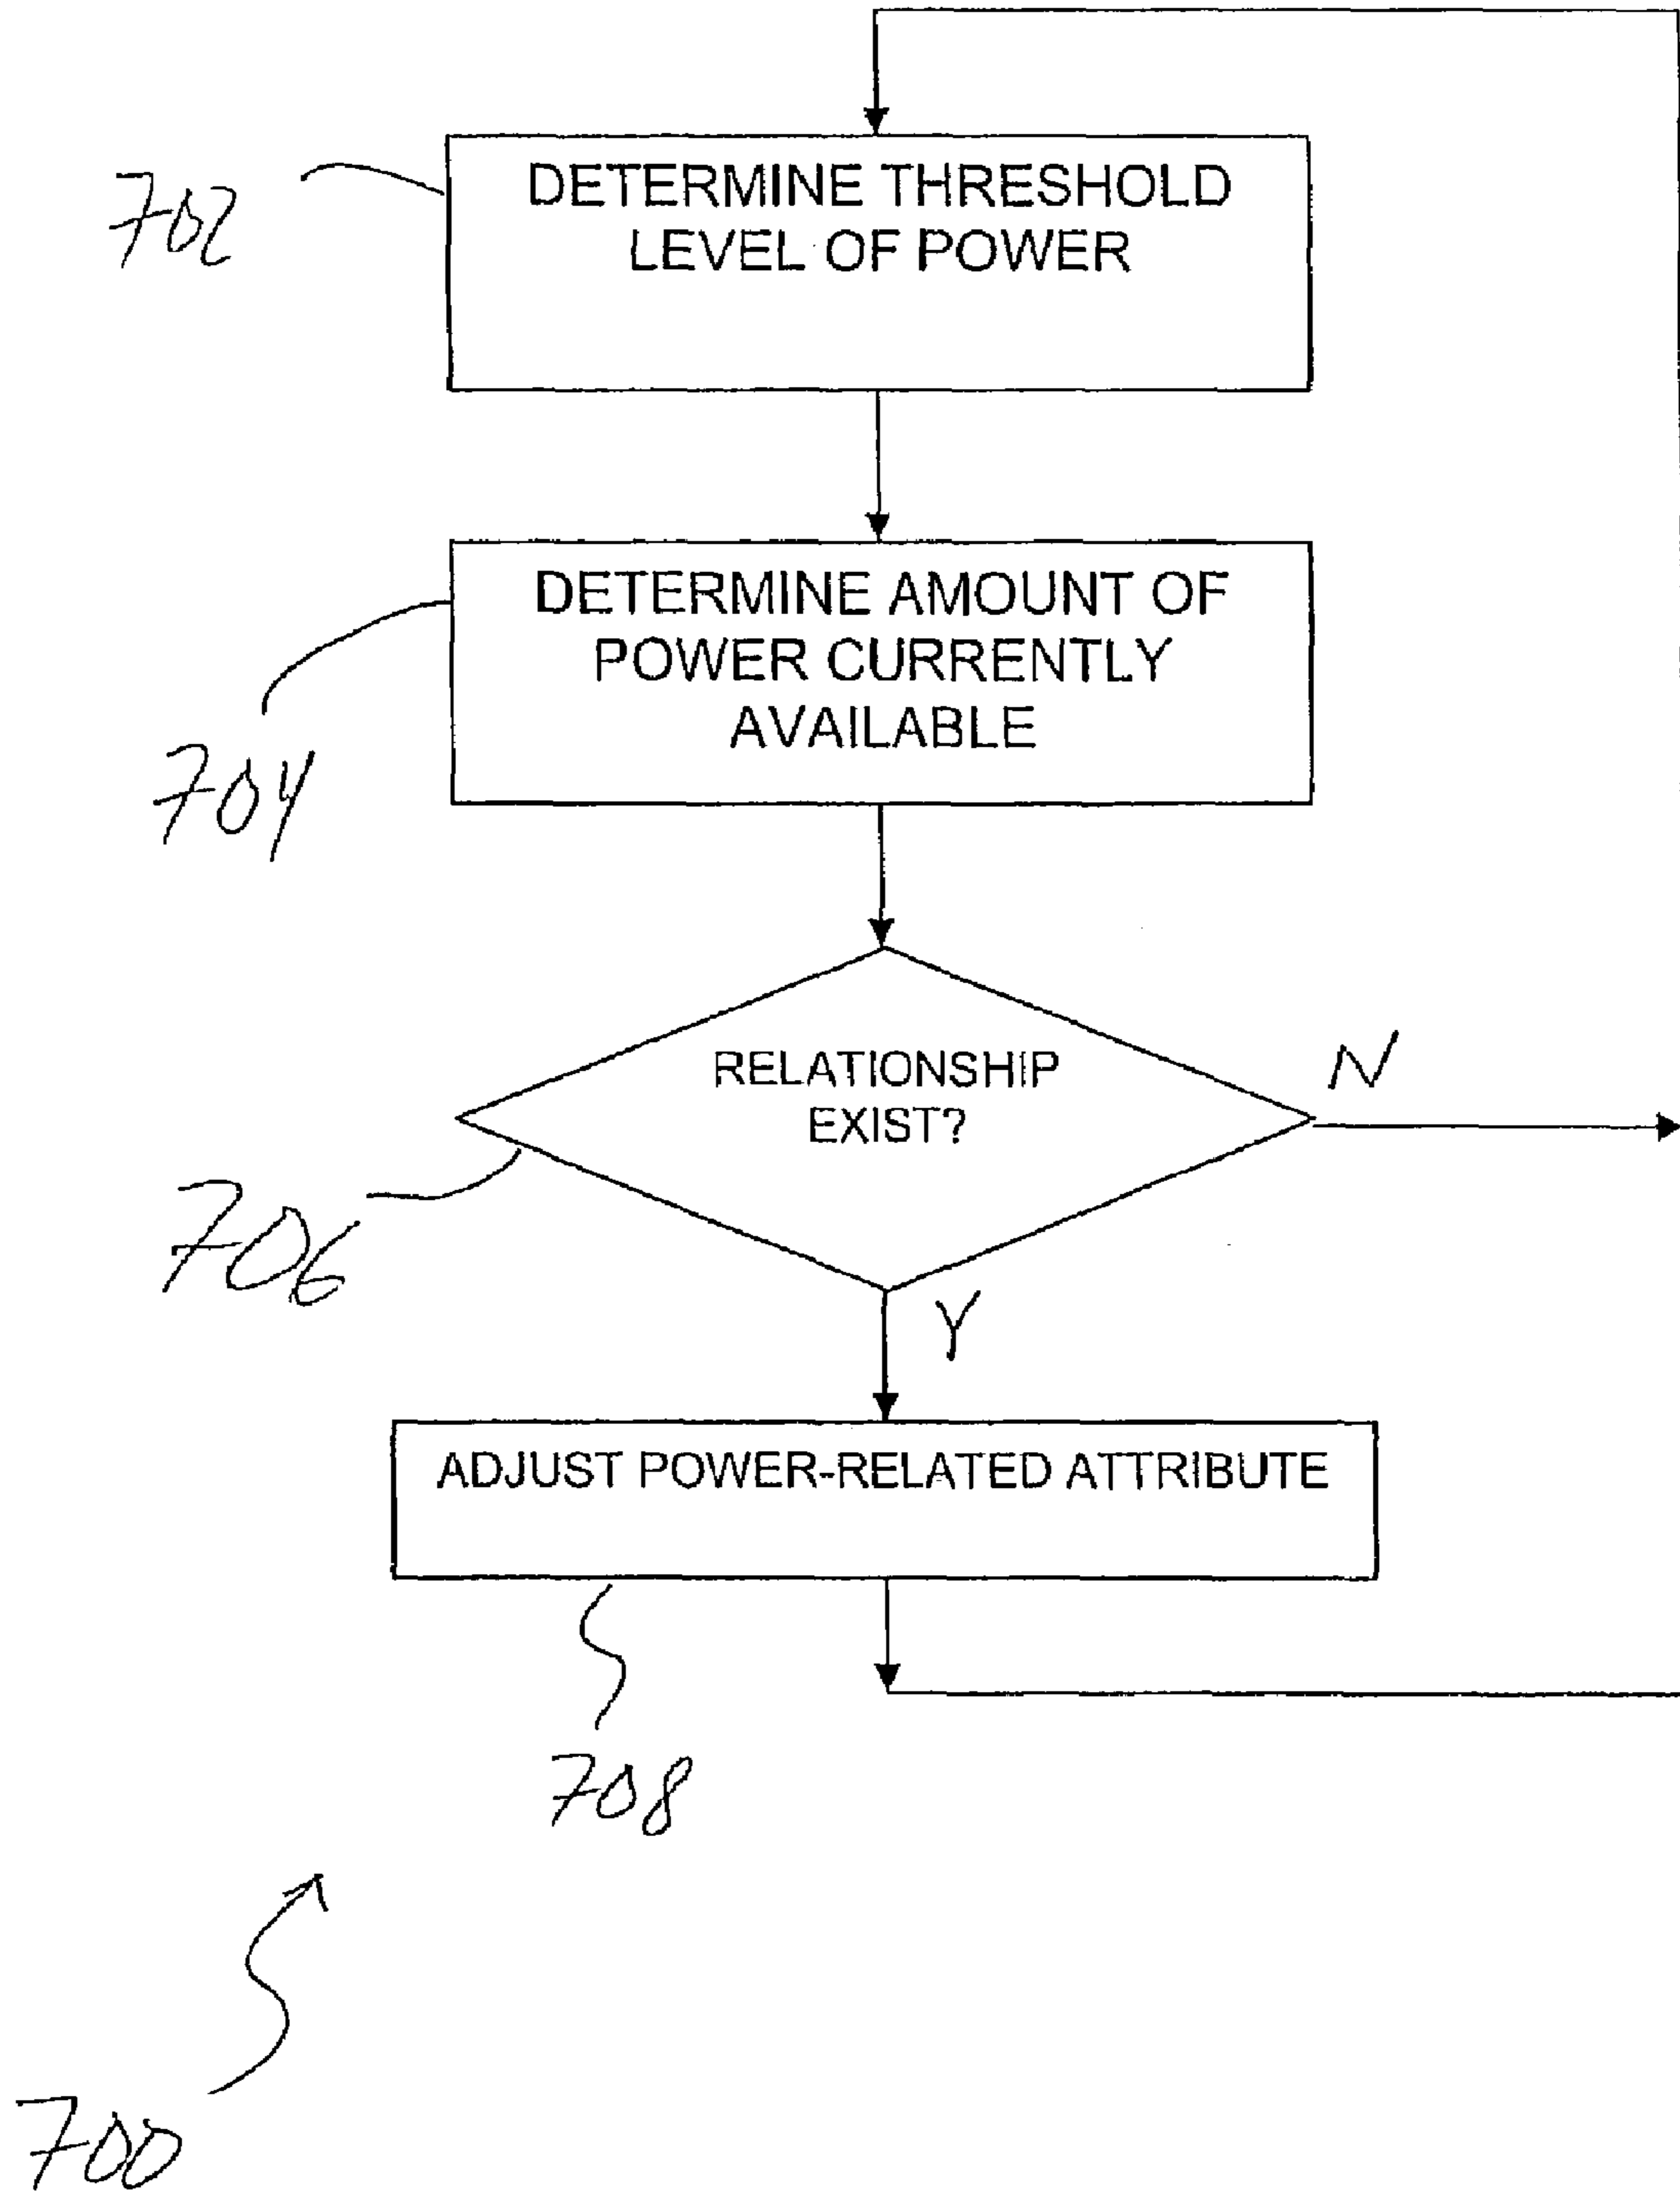 702
DETERMINE THRESHOLD
LEVEL OF POWER
704
DETERMINE AMOUNT OF
POWER CURRENTLY
AVAILABLE
RELATIONSHIP
EXIST?
N
706
Y
ADJUST POWER-RELATED ATTRIBUTE
708
700